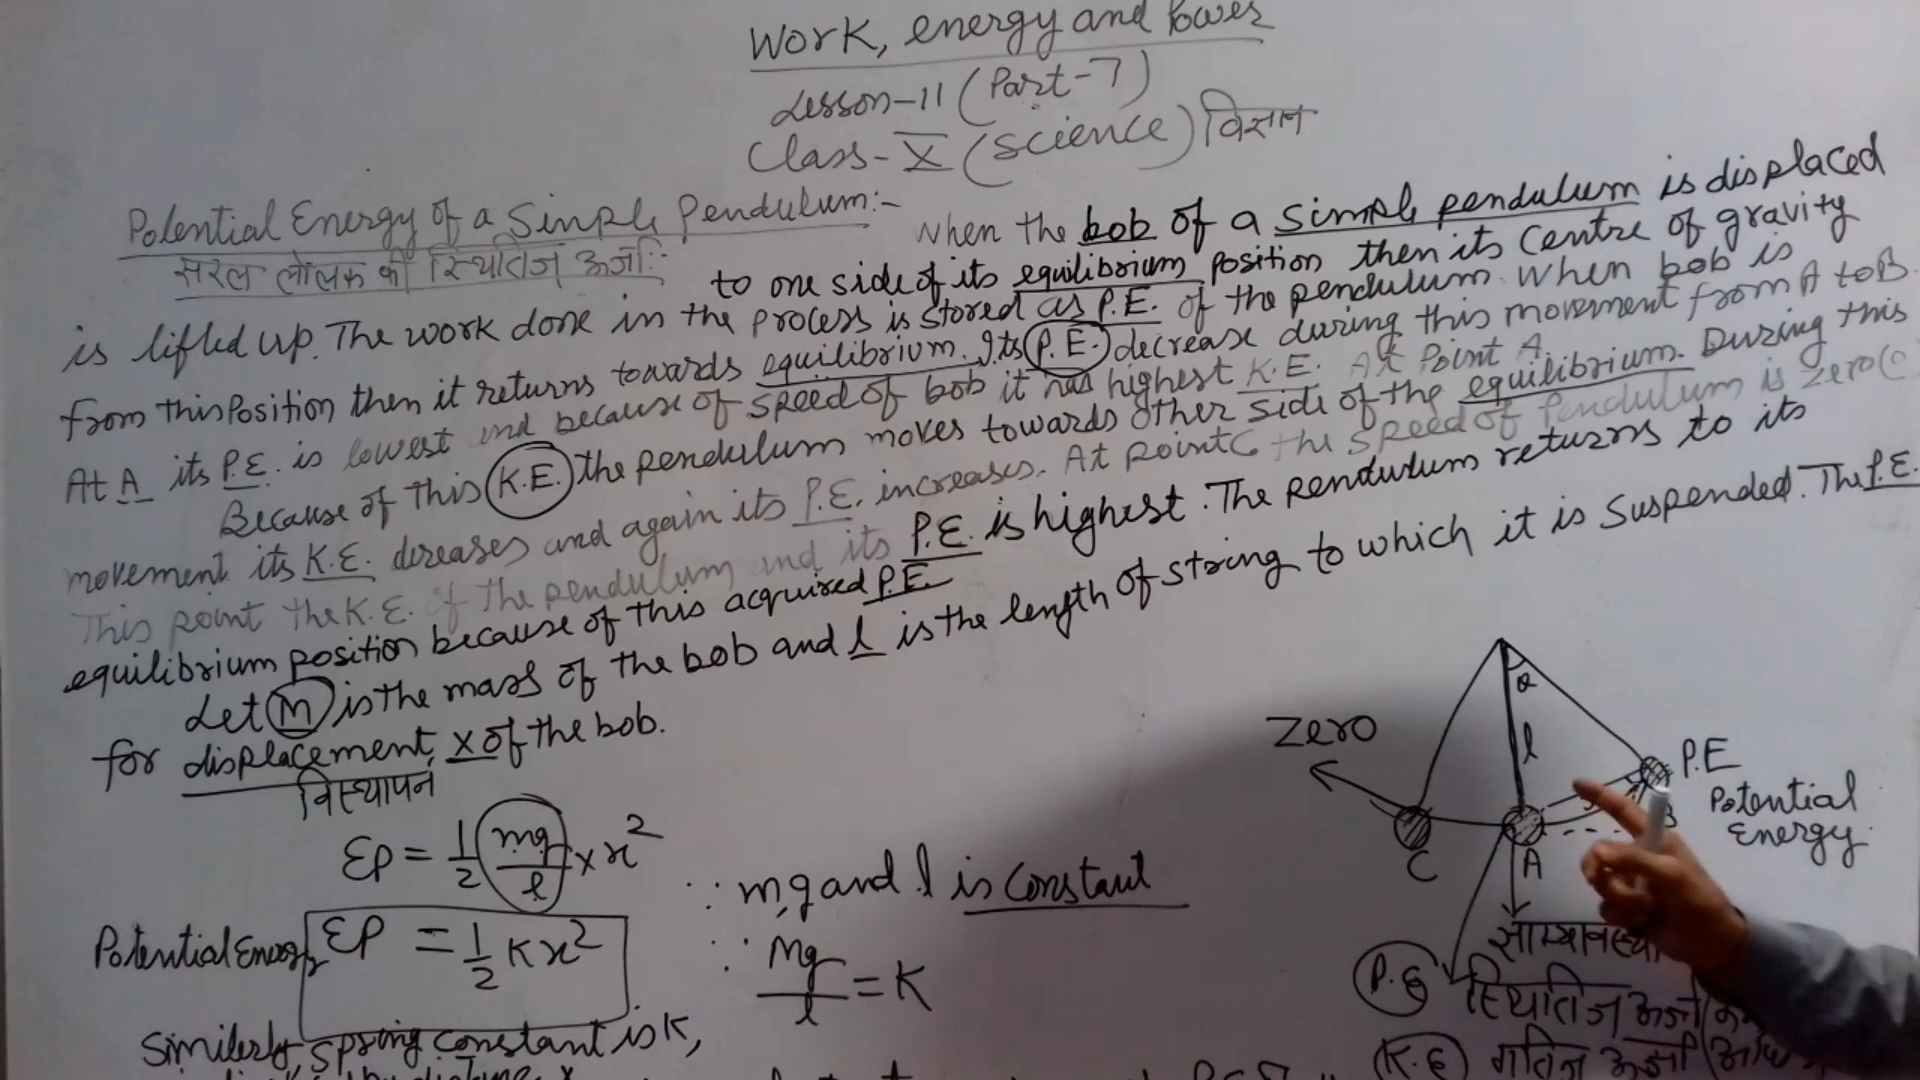 Work, energy and Power
Lesson-11 (Part-7)
Class-X (Science) विज्ञान
Potential Energy of a Simple Pendulum:-
सरल लोलक की स्थितिज ऊर्जा:-
When the bob of a simple pendulum is displaced
to one side of its equilibrium position then its Centre of gravity
is lifted up. The work done in the process is stored as P.E. of the pendulum. When bob is
from this Position then it returns towards equilibrium. Its P.E. decrease during this movement from A to B.
At A its P.E. is lowest and because of speed of bob it has highest K.E. At Point A
Because of this K.E. the pendulum moves towards other side of the equilibrium. During this
movement its K.E. decreases and again its P.E. increases. At point C the speed of Pendulum is Zero(0
This point the K.E. of the pendulum and its P.E. is highest. The Pendulum returns to its
equilibrium position because of this acquired P.E.
Let M is the mass of the bob and l is the length of string to which it is suspended. The P.E.
for displacement, x of the bob.
विस्थापन
EP = 1/2 mg/l × x²
∵ m,g and l is Constant
Potential Energy EP = 1/2 K x²
∵ Mg/l = K
Similerly, spring constant is K,
Zero
θ
l
P.E
Potential
Energy
B
C
A
साम्यावस्था
P.E स्थितिज ऊर्जा
K.E गतिज ऊर्जा